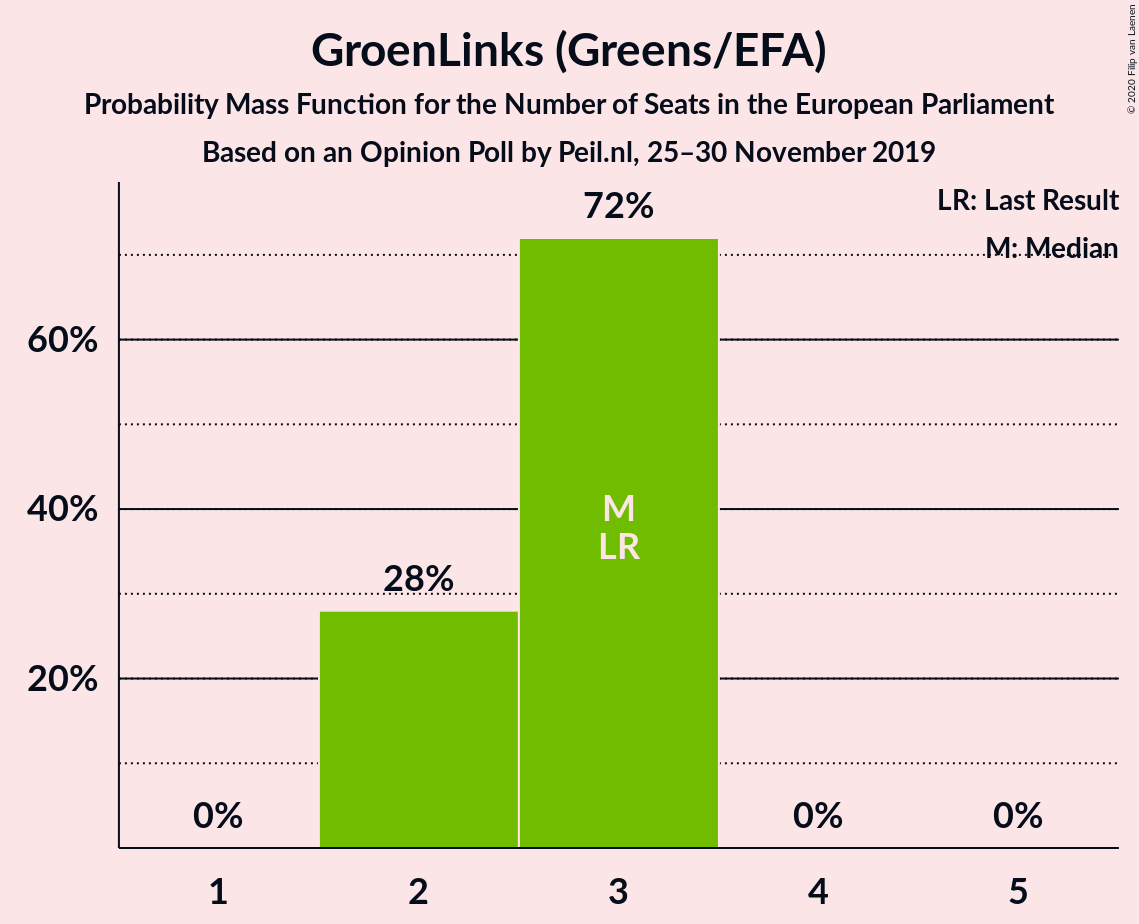 GroenLinks (Greens/EFA)
Probability Mass Function for the Number of Seats in the European Parliament
Based on an Opinion Poll by Peil.nl, 25–30 November 2019
© 2020 Filip van Laenen
LR: Last Result
M: Median
72%
60%
40%
M
LR
28%
20%
0%
0%
0%
1
2
3
4
5